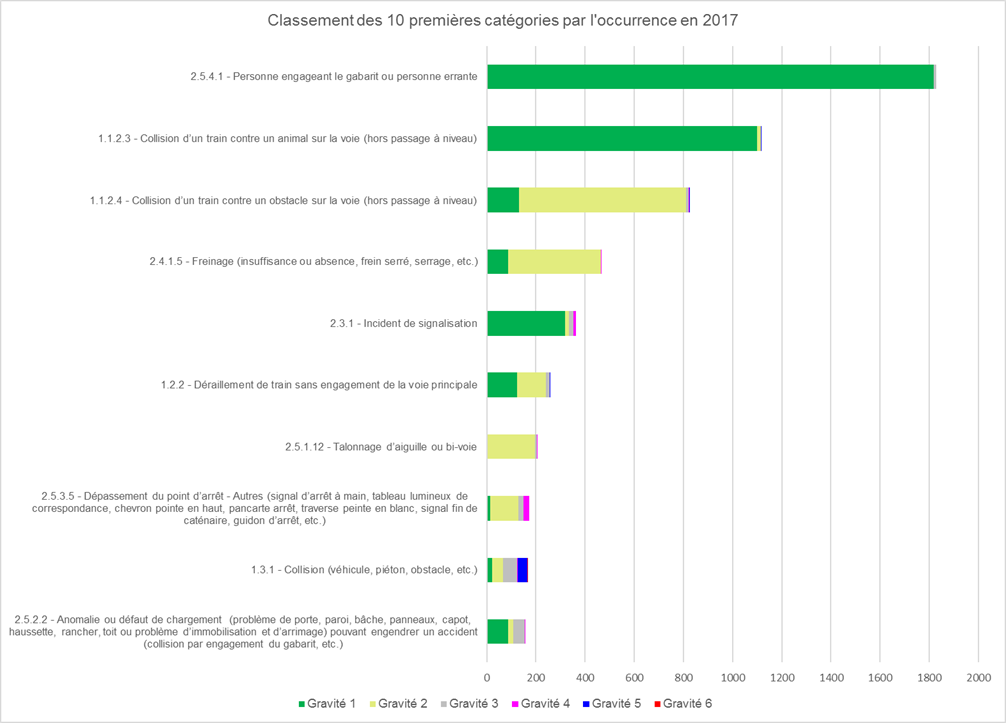 Classement des 10 premières catégories par l'occurrence en 2017
2.5.4.1 - Personne engageant le gabarit ou personne errante
1.1.2.3 - Collision d'un train contre un animal sur la voie (hors passage à niveau)
1.1.2.4 - Collision d'un train contre un obstacle sur la voie (hors passage à niveau)
2.4.1.5 - Freinage (insuffisance ou absence, frein serré, serrage, etc.)
2.3.1 - Incident de signalisation
1.2.2 - Déraillement de train sans engagement de la voie principale
2.5.1.12 - Talonnage d'aiguille ou bi-voie
2.5.3.5 - Dépassement du point d'arrêt - Autres (signal d'arrêt à main, tableau lumineux de
correspondance, chevron pointe en haut, pancarte arrêt, traverse peinte en blanc, signal fin de
caténaire, guidon d'arrêt, etc.)
1.3.1 - Collision (véhicule, piéton, obstacle, etc.)
2.5.2.2 - Anomalie ou défaut de chargement (problème de porte, paroi, bâche, panneaux, capot,
haussette, rancher, toit ou problème d'immobilisation et d'arrimage) pouvant engendrer un accident
(collision par engagement du gabarit, etc.)
0 200 400 600 800 1000 1200 1400 1600 1800 2000
Gravité 1 Gravité 2 Gravité 3 Gravité 4 Gravité 5 Gravité 6